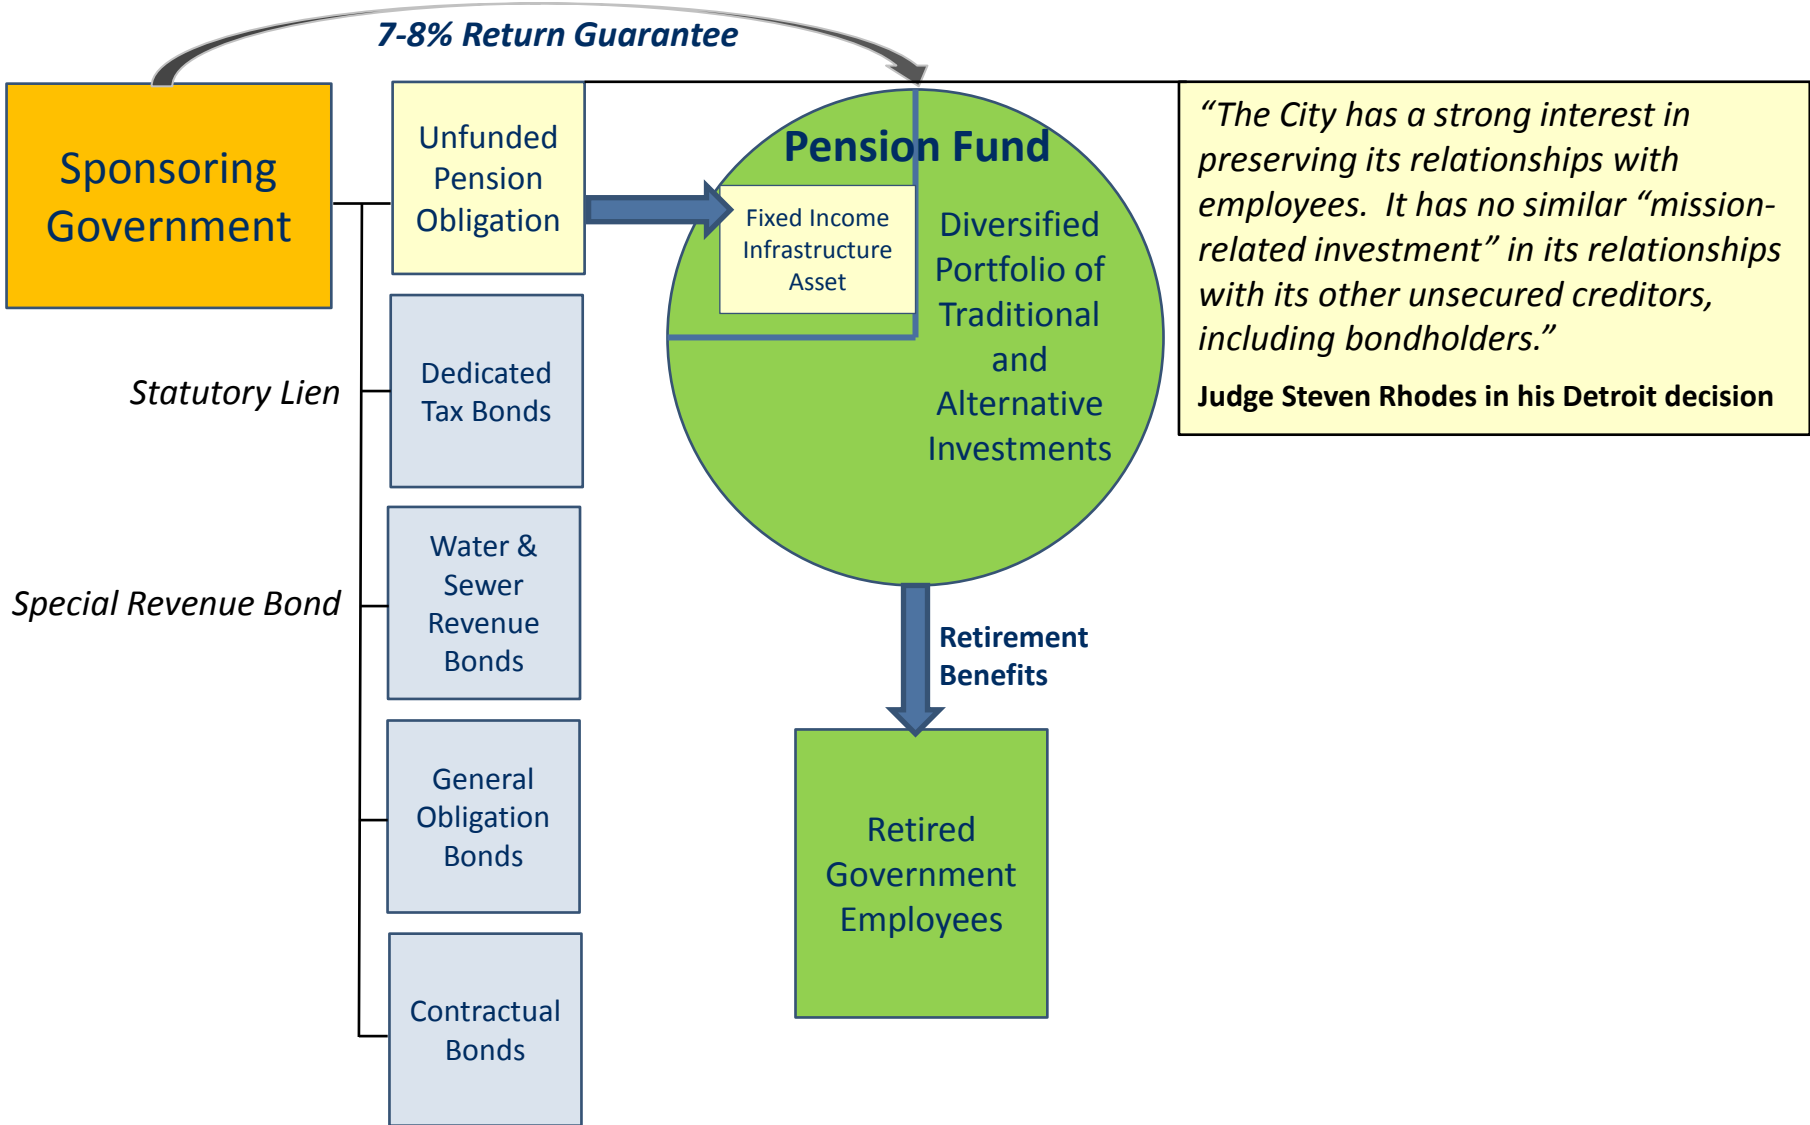 7-8% Return Guarantee
Sponsoring
Government
Unfunded
Pension
Obligation
Pension Fund
Fixed Income
Infrastructure
Asset
Diversified
Portfolio of
Traditional
and
Alternative
Investments
“The City has a strong interest in
preserving its relationships with
employees.  It has no similar “mission-
related investment” in its relationships
with its other unsecured creditors,
including bondholders.”
Judge Steven Rhodes in his Detroit decision
Statutory Lien
Dedicated
Tax Bonds
Special Revenue Bond
Water &
Sewer
Revenue
Bonds
Retirement
Benefits
General
Obligation
Bonds
Retired
Government
Employees
Contractual
Bonds